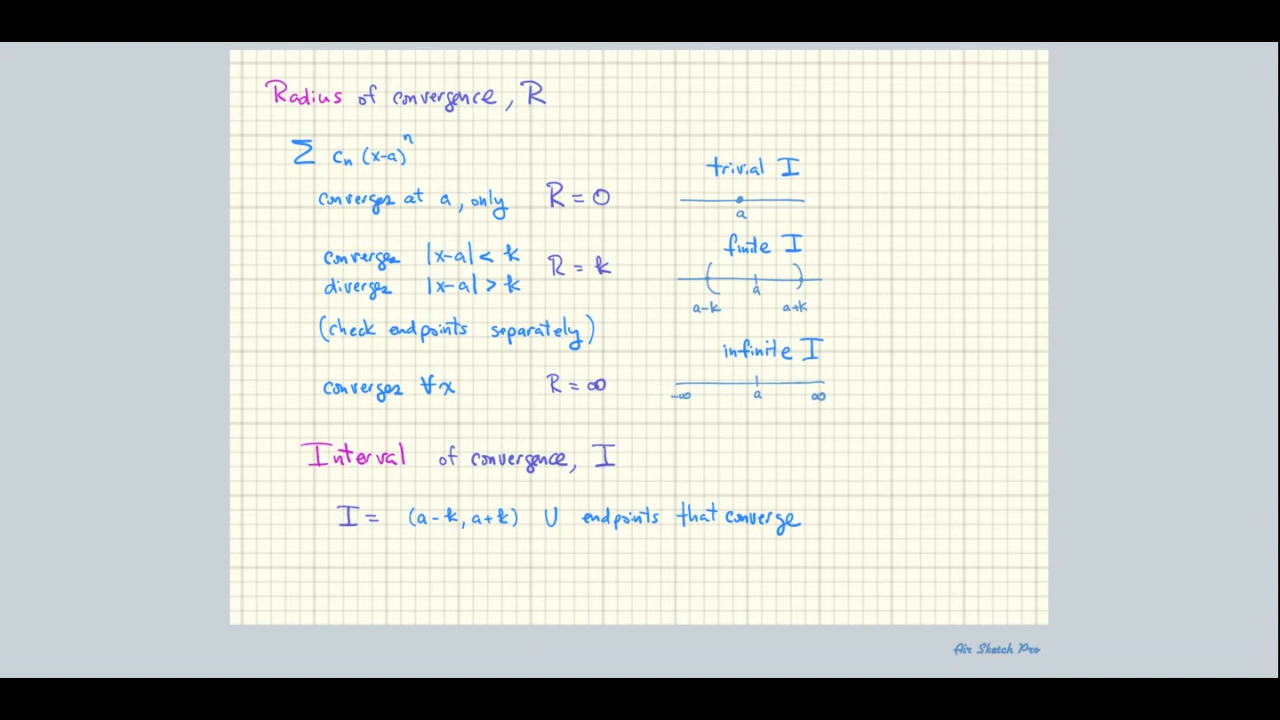 Radius of convergence, R
Σ cₙ (x-a)ⁿ
trivial I
converges at a, only R = 0
a
finite I
converges |x-a| < k R = k
diverges |x-a| > k
a
a-k a+k
(check endpoints separately)
infinite I
converges ∀x R = ∞
-∞ a ∞
Interval of convergence, I
I = (a-k, a+k) ∪ endpoints that converge
Air Sketch Pro